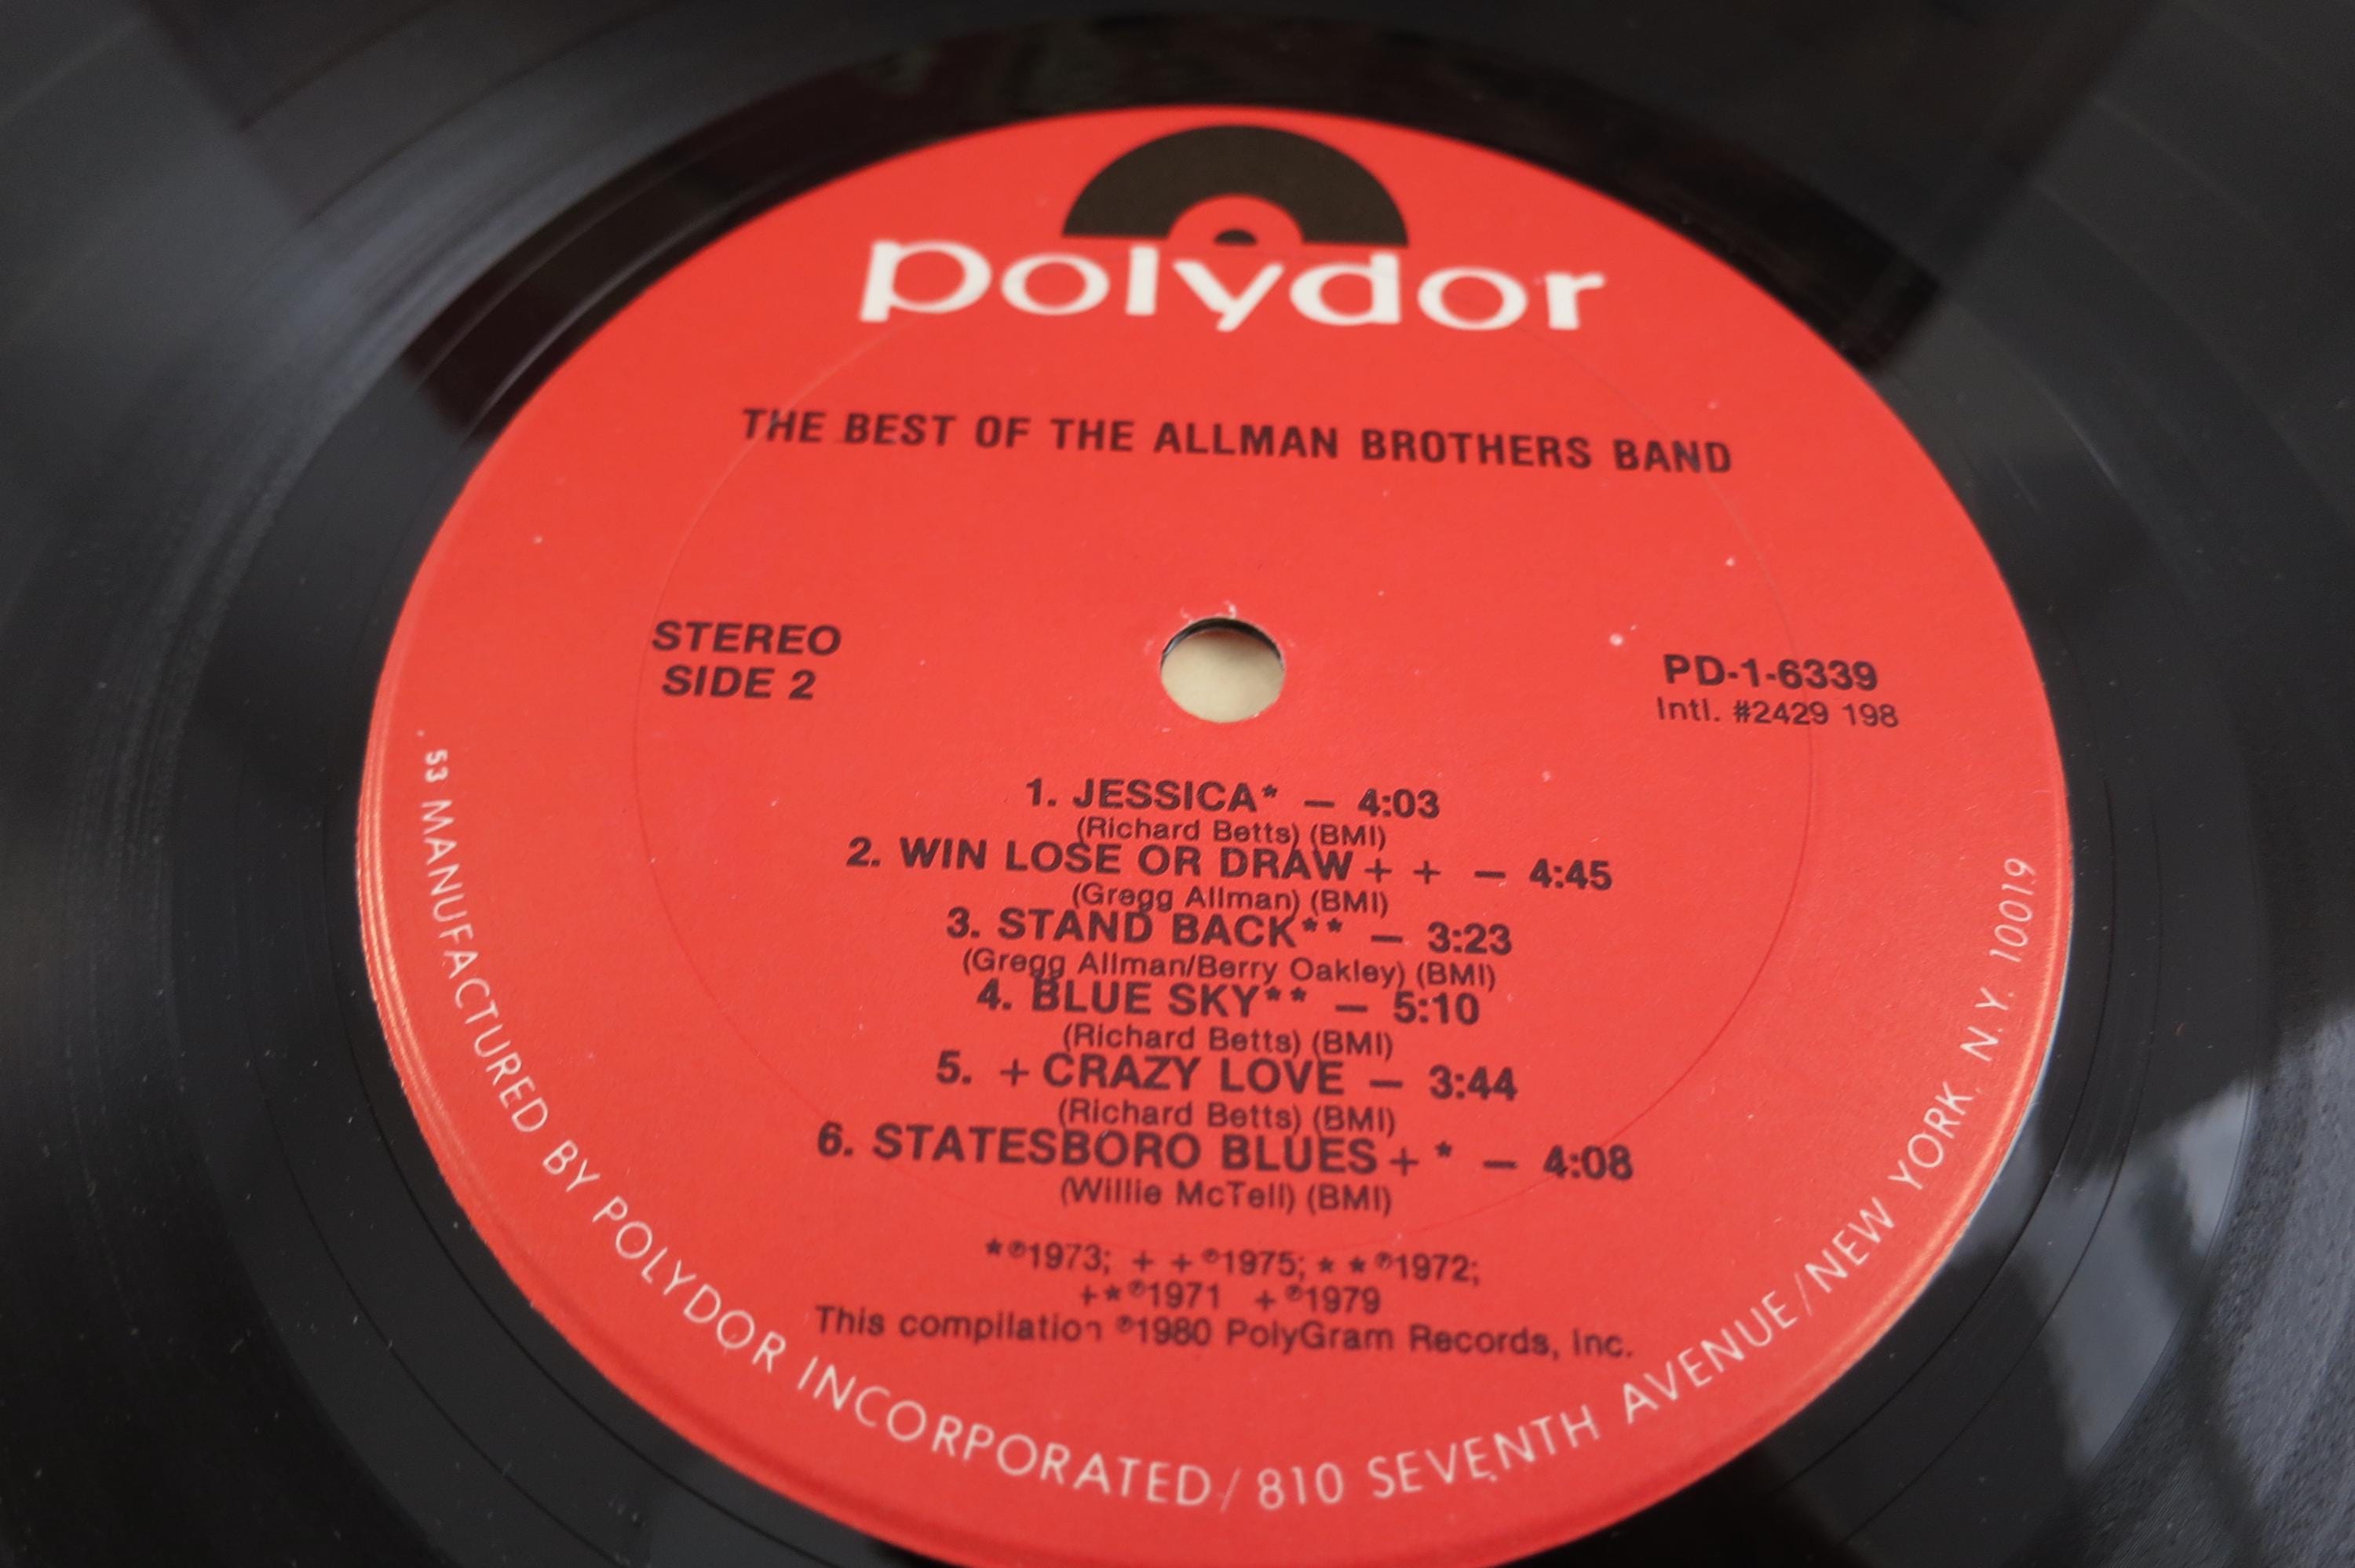 polydor
THE BEST OF THE ALLMAN BROTHERS BAND
STEREO
SIDE 2
PD-1-6339
Intl. #2429 198
1. JESSICA* — 4:03
(Richard Betts) (BMI)
2. WIN LOSE OR DRAW + + — 4:45
(Gregg Allman) (BMI)
3. STAND BACK** — 3:23
(Gregg Allman/Berry Oakley) (BMI)
4. BLUE SKY** — 5:10
(Richard Betts) (BMI)
5. + CRAZY LOVE — 3:44
(Richard Betts) (BMI)
6. STATESBORO BLUES + * — 4:08
(Willie McTell) (BMI)
*℗1973; + + ℗1975; * * ℗1972;
+*℗1971 +℗1979
This compilation ℗1980 PolyGram Records, Inc.
53 MANUFACTURED BY POLYDOR INCORPORATED/810 SEVENTH AVENUE/NEW YORK, N.Y. 10019